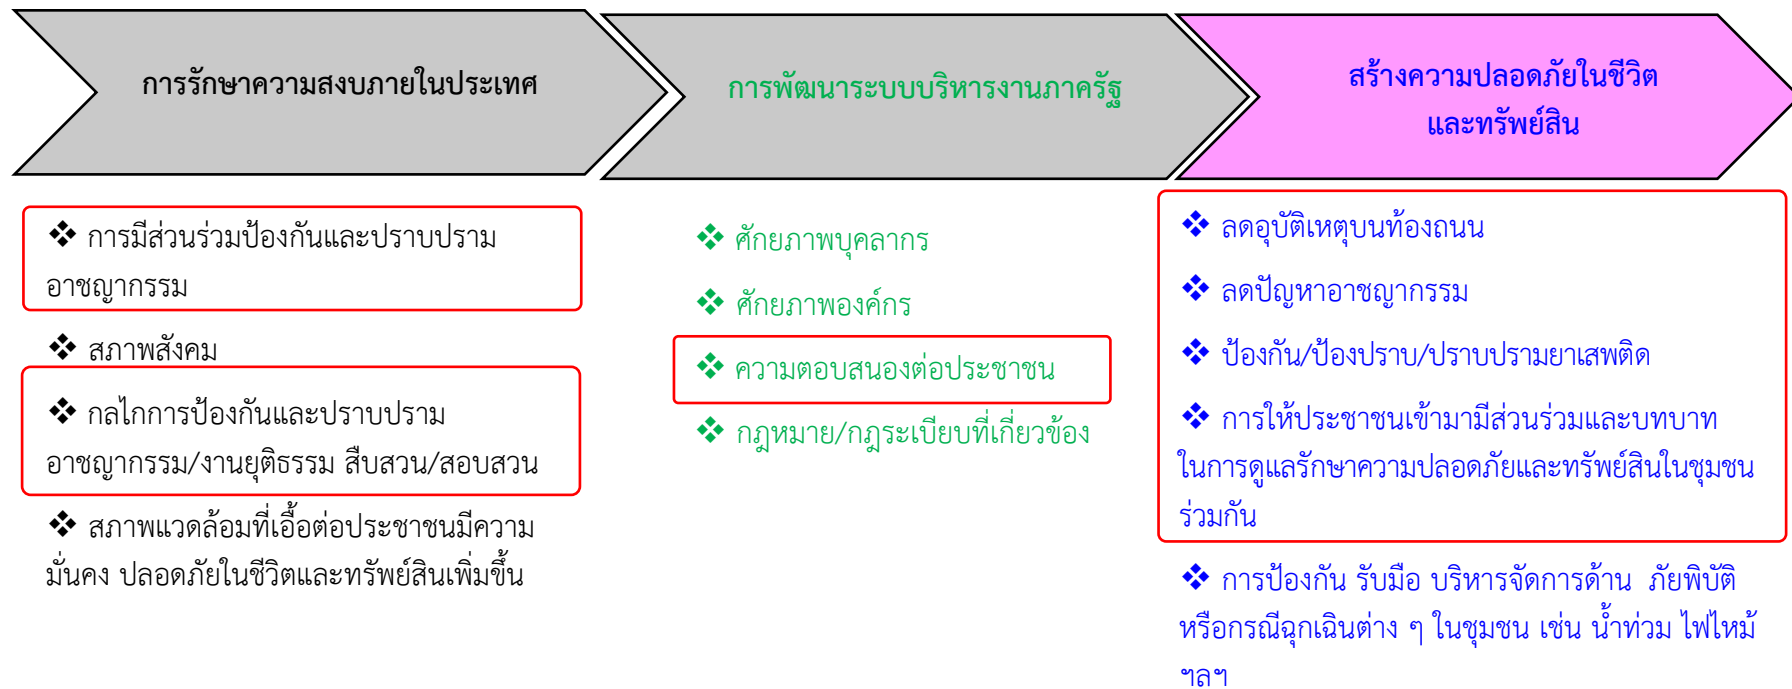 การรักษาความสงบภายในประเทศ
การพัฒนาระบบบริหารงานภาครัฐ
สร้างความปลอดภัยในชีวิต
และทรัพย์สิน
❖ การมีส่วนร่วมป้องกันและปราบปราม
อาชญากรรม
❖ สภาพสังคม
❖ กลไกการป้องกันและปราบปราม
อาชญากรรม/งานยุติธรรม สืบสวน/สอบสวน
❖ สภาพแวดล้อมที่เอื้อต่อประชาชนมีความ
มั่นคง ปลอดภัยในชีวิตและทรัพย์สินเพิ่มขึ้น
❖ ศักยภาพบุคลากร
❖ ศักยภาพองค์กร
❖ ความตอบสนองต่อประชาชน
❖ กฎหมาย/กฎระเบียบที่เกี่ยวข้อง
❖ ลดอุบัติเหตุบนท้องถนน
❖ ลดปัญหาอาชญากรรม
❖ ป้องกัน/ป้องปราบ/ปราบปรามยาเสพติด
❖ การให้ประชาชนเข้ามามีส่วนร่วมและบทบาท
ในการดูแลรักษาความปลอดภัยและทรัพย์สินในชุมชน
ร่วมกัน
❖ การป้องกัน รับมือ บริหารจัดการด้าน ภัยพิบัติ
หรือกรณีฉุกเฉินต่าง ๆ ในชุมชน เช่น น้ำท่วม ไฟไหม้
ฯลฯ